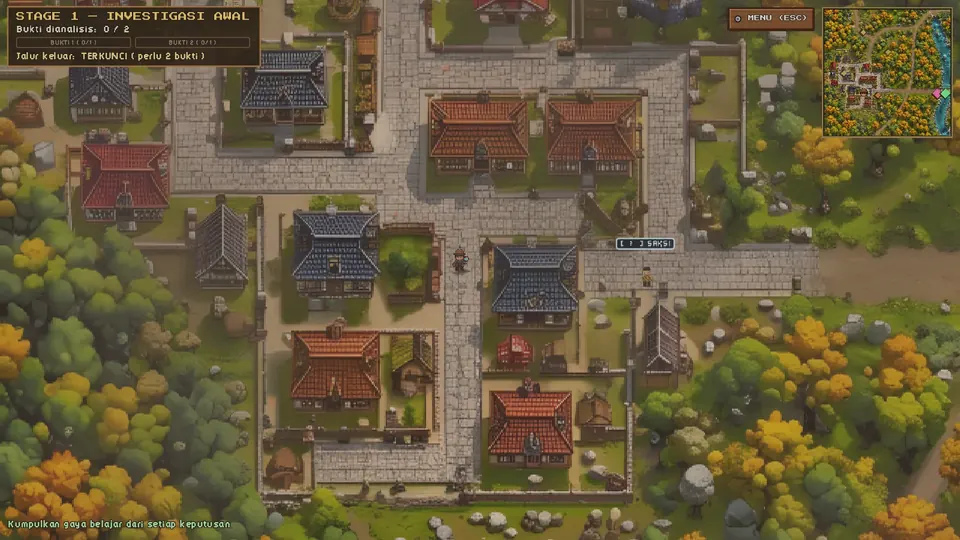 STAGE 1 — INVESTIGASI AWAL
Bukti dianalisis: 0 / 2
BUKTI 1 ( 0/1 )
BUKTI 2 ( 0/1 )
Jalur keluar: TERKUNCI ( perlu 2 bukti )
MENU (ESC)
[ ! ] SAKSI
Kumpulkan gaya belajar dari setiap keputusan